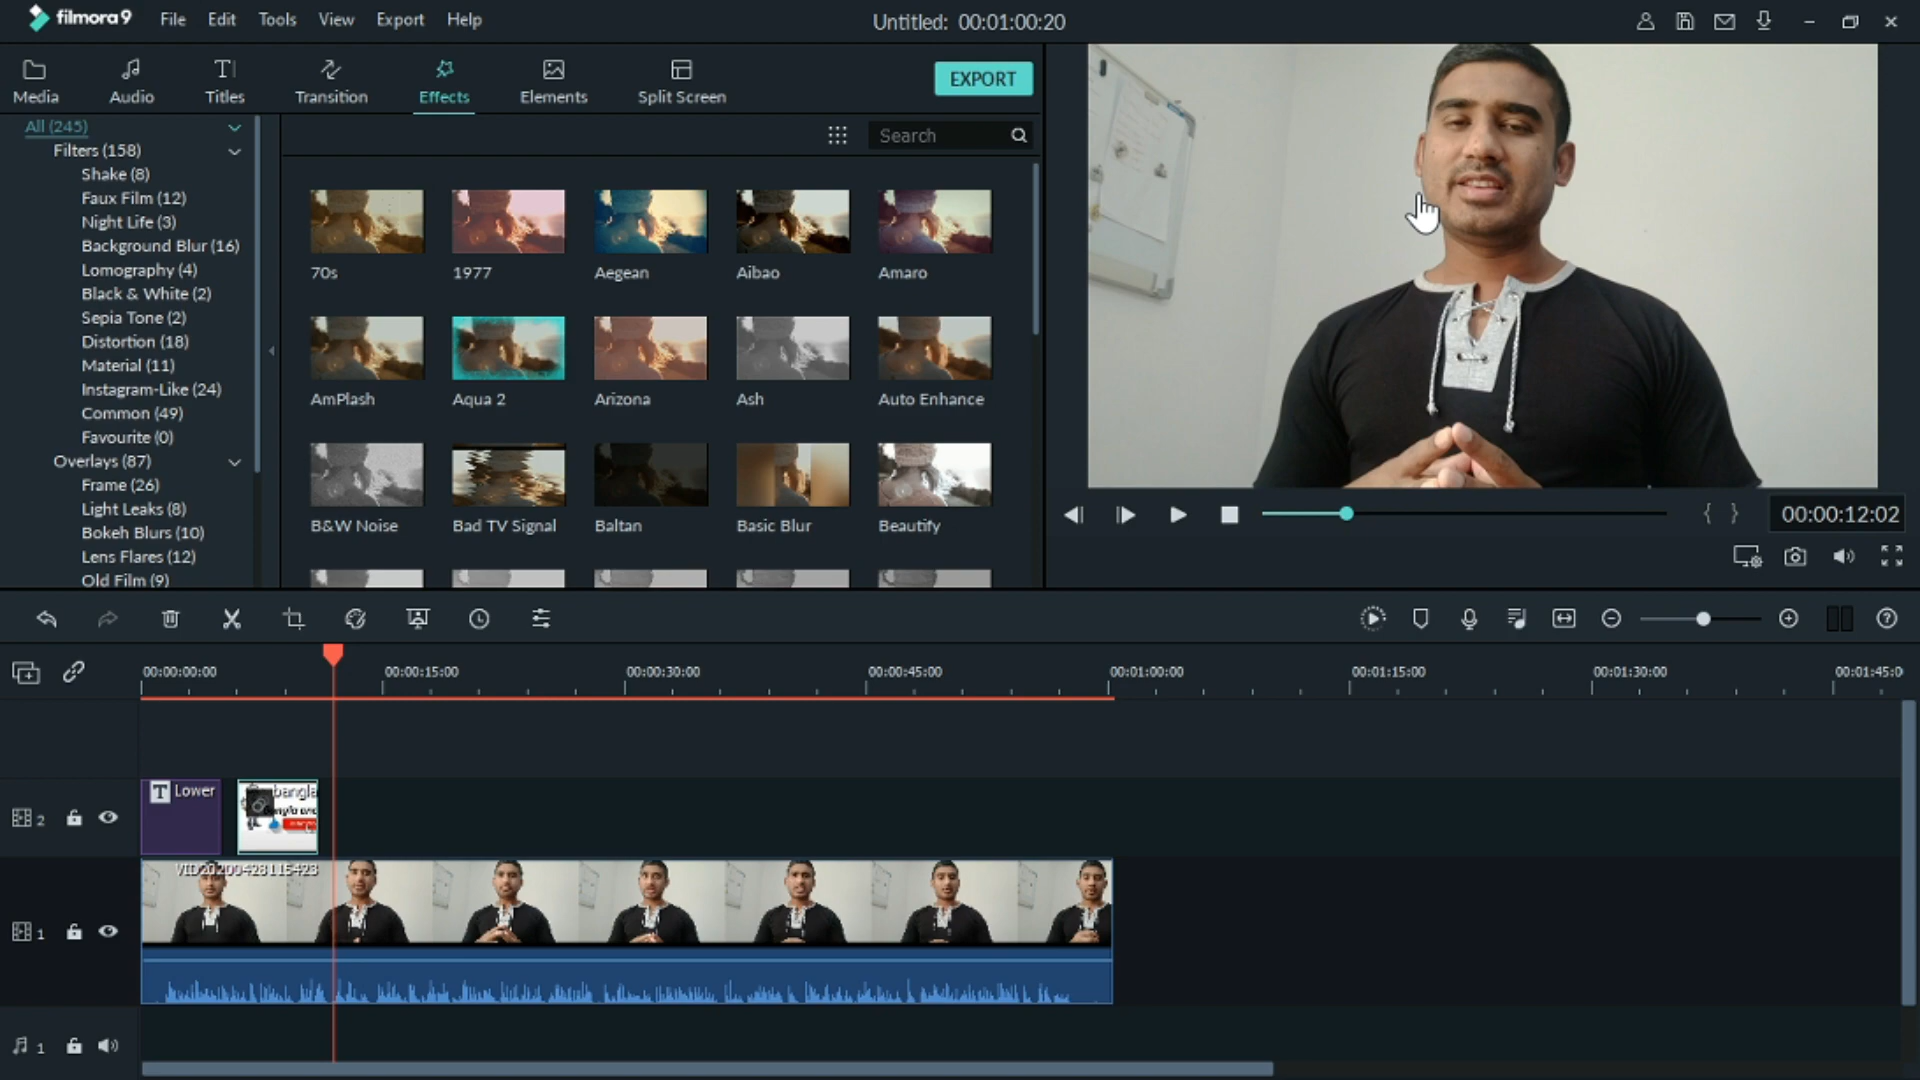 filmora9 File Edit Tools View Export Help Untitled: 00:01:00:20
Media Audio Titles Transition Effects Elements Split Screen EXPORT
All (245)
Filters (158)
Shake (8)
Faux Film (12)
Night Life (3)
Background Blur (16)
Lomography (4)
Black & White (2)
Sepia Tone (2)
Distortion (18)
Material (11)
Instagram-Like (24)
Common (49)
Favourite (0)
Overlays (87)
Frame (26)
Light Leaks (8)
Bokeh Blurs (10)
Lens Flares (12)
Old Film (9)
Search
70s 1977 Aegean Aibao Amaro
AmPlash Aqua 2 Arizona Ash Auto Enhance
B&W Noise Bad TV Signal Baltan Basic Blur Beautify
{ } 00:00:12:02
00:00:00:00 00:00:15:00 00:00:30:00 00:00:45:00 00:01:00:00 00:01:15:00 00:01:30:00 00:01:45:0
2 T Lower bangla
VID20200428115423
1
1